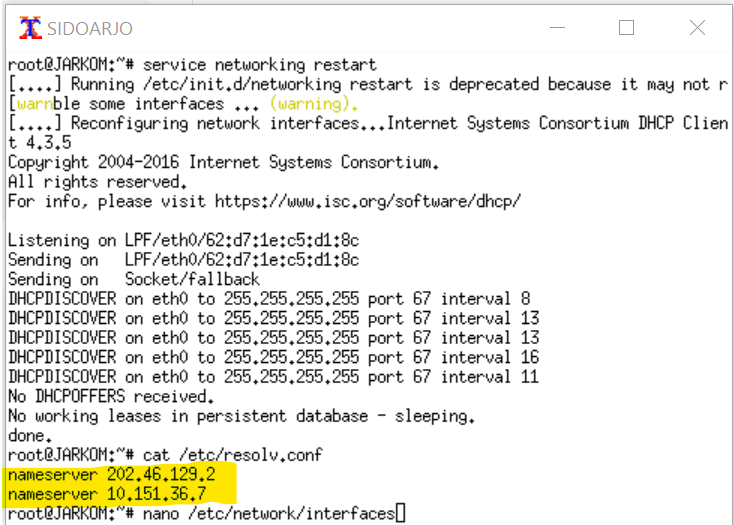 SIDOARJO
root@JARKOM:~# service networking restart
[....] Running /etc/init.d/networking restart is deprecated because it may not r
[warnble some interfaces ... (warning).
[....] Reconfiguring network interfaces...Internet Systems Consortium DHCP Clien
t 4.3.5
Copyright 2004-2016 Internet Systems Consortium.
All rights reserved.
For info, please visit https://www.isc.org/software/dhcp/
Listening on LPF/eth0/62:d7:1e:c5:d1:8c
Sending on   LPF/eth0/62:d7:1e:c5:d1:8c
Sending on   Socket/fallback
DHCPDISCOVER on eth0 to 255.255.255.255 port 67 interval 8
DHCPDISCOVER on eth0 to 255.255.255.255 port 67 interval 13
DHCPDISCOVER on eth0 to 255.255.255.255 port 67 interval 13
DHCPDISCOVER on eth0 to 255.255.255.255 port 67 interval 16
DHCPDISCOVER on eth0 to 255.255.255.255 port 67 interval 11
No DHCPOFFERS received.
No working leases in persistent database - sleeping.
done.
root@JARKOM:~# cat /etc/resolv.conf
nameserver 202.46.129.2
nameserver 10.151.36.7
root@JARKOM:~# nano /etc/network/interfaces